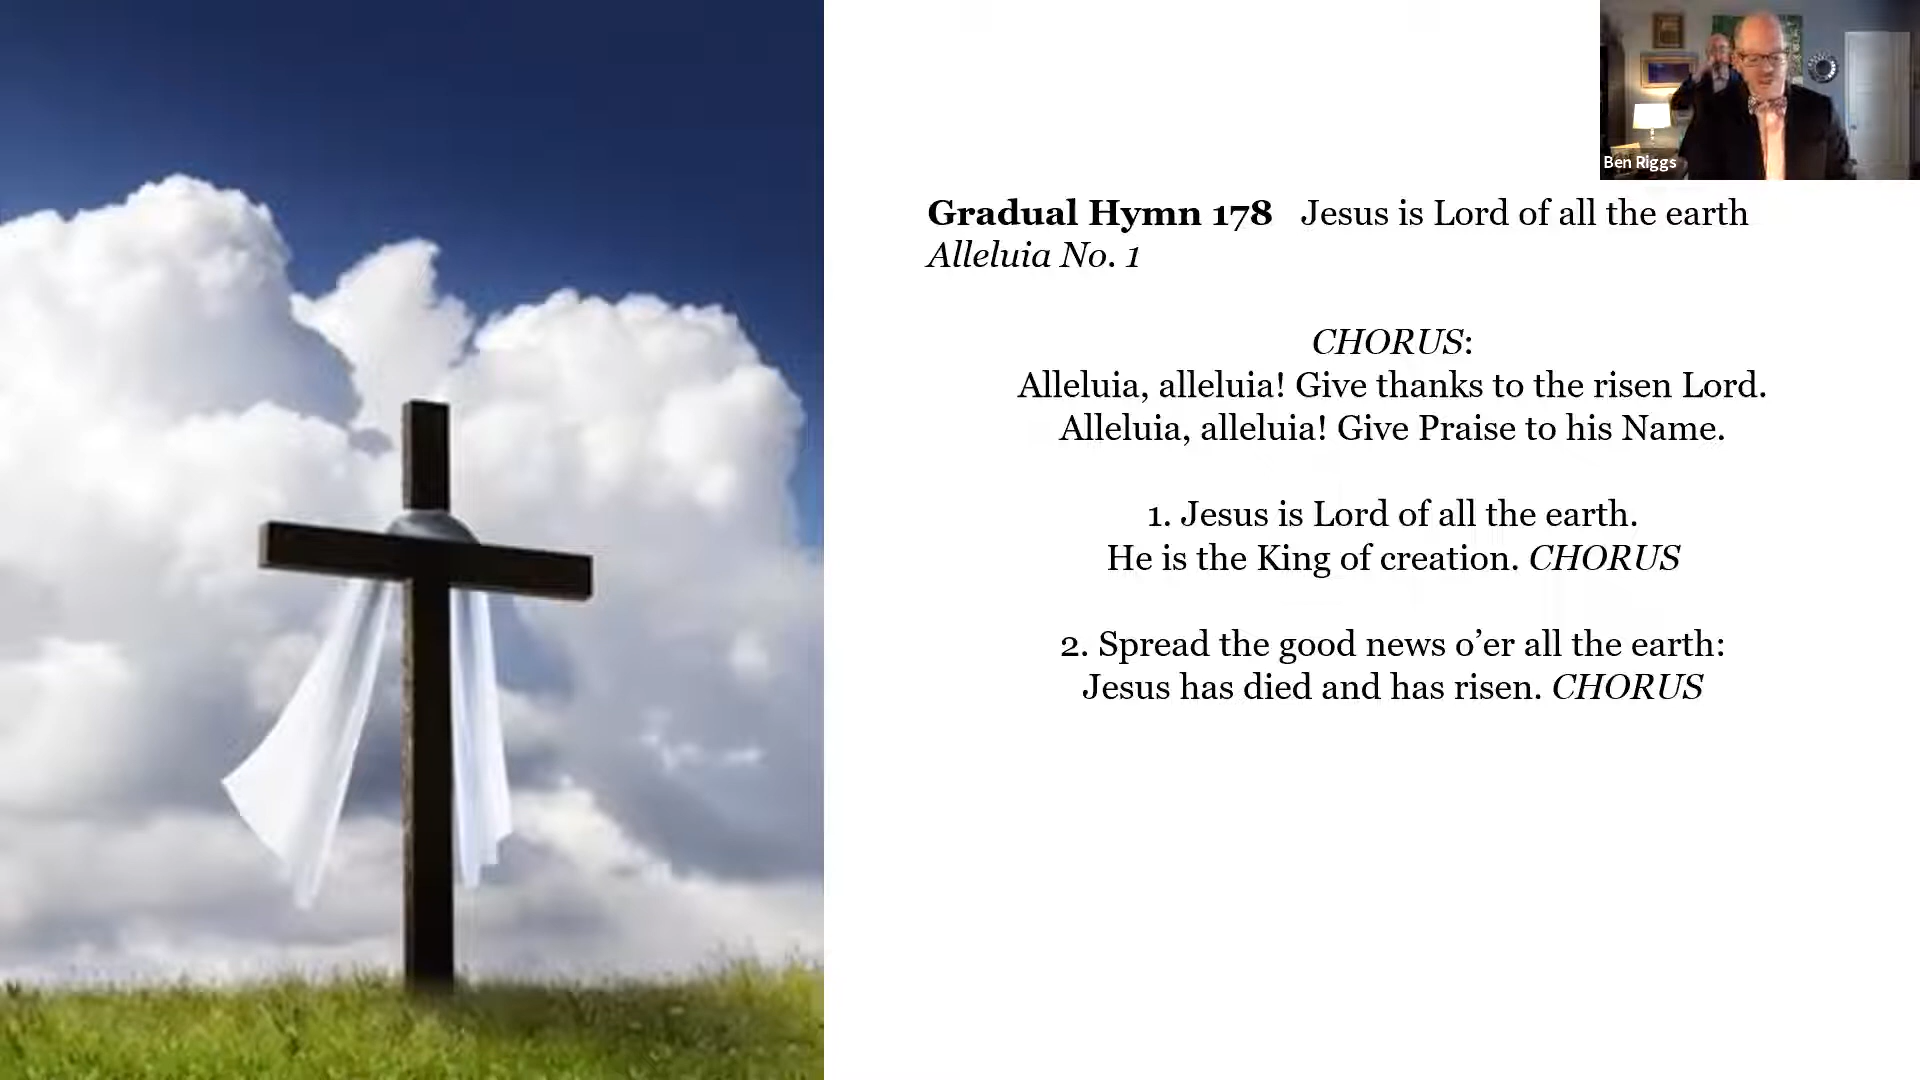 Ben Riggs
Gradual Hymn 178 Jesus is Lord of all the earth
Alleluia No. 1
CHORUS:
Alleluia, alleluia! Give thanks to the risen Lord.
Alleluia, alleluia! Give Praise to his Name.
1. Jesus is Lord of all the earth.
He is the King of creation. CHORUS
2. Spread the good news o’er all the earth:
Jesus has died and has risen. CHORUS